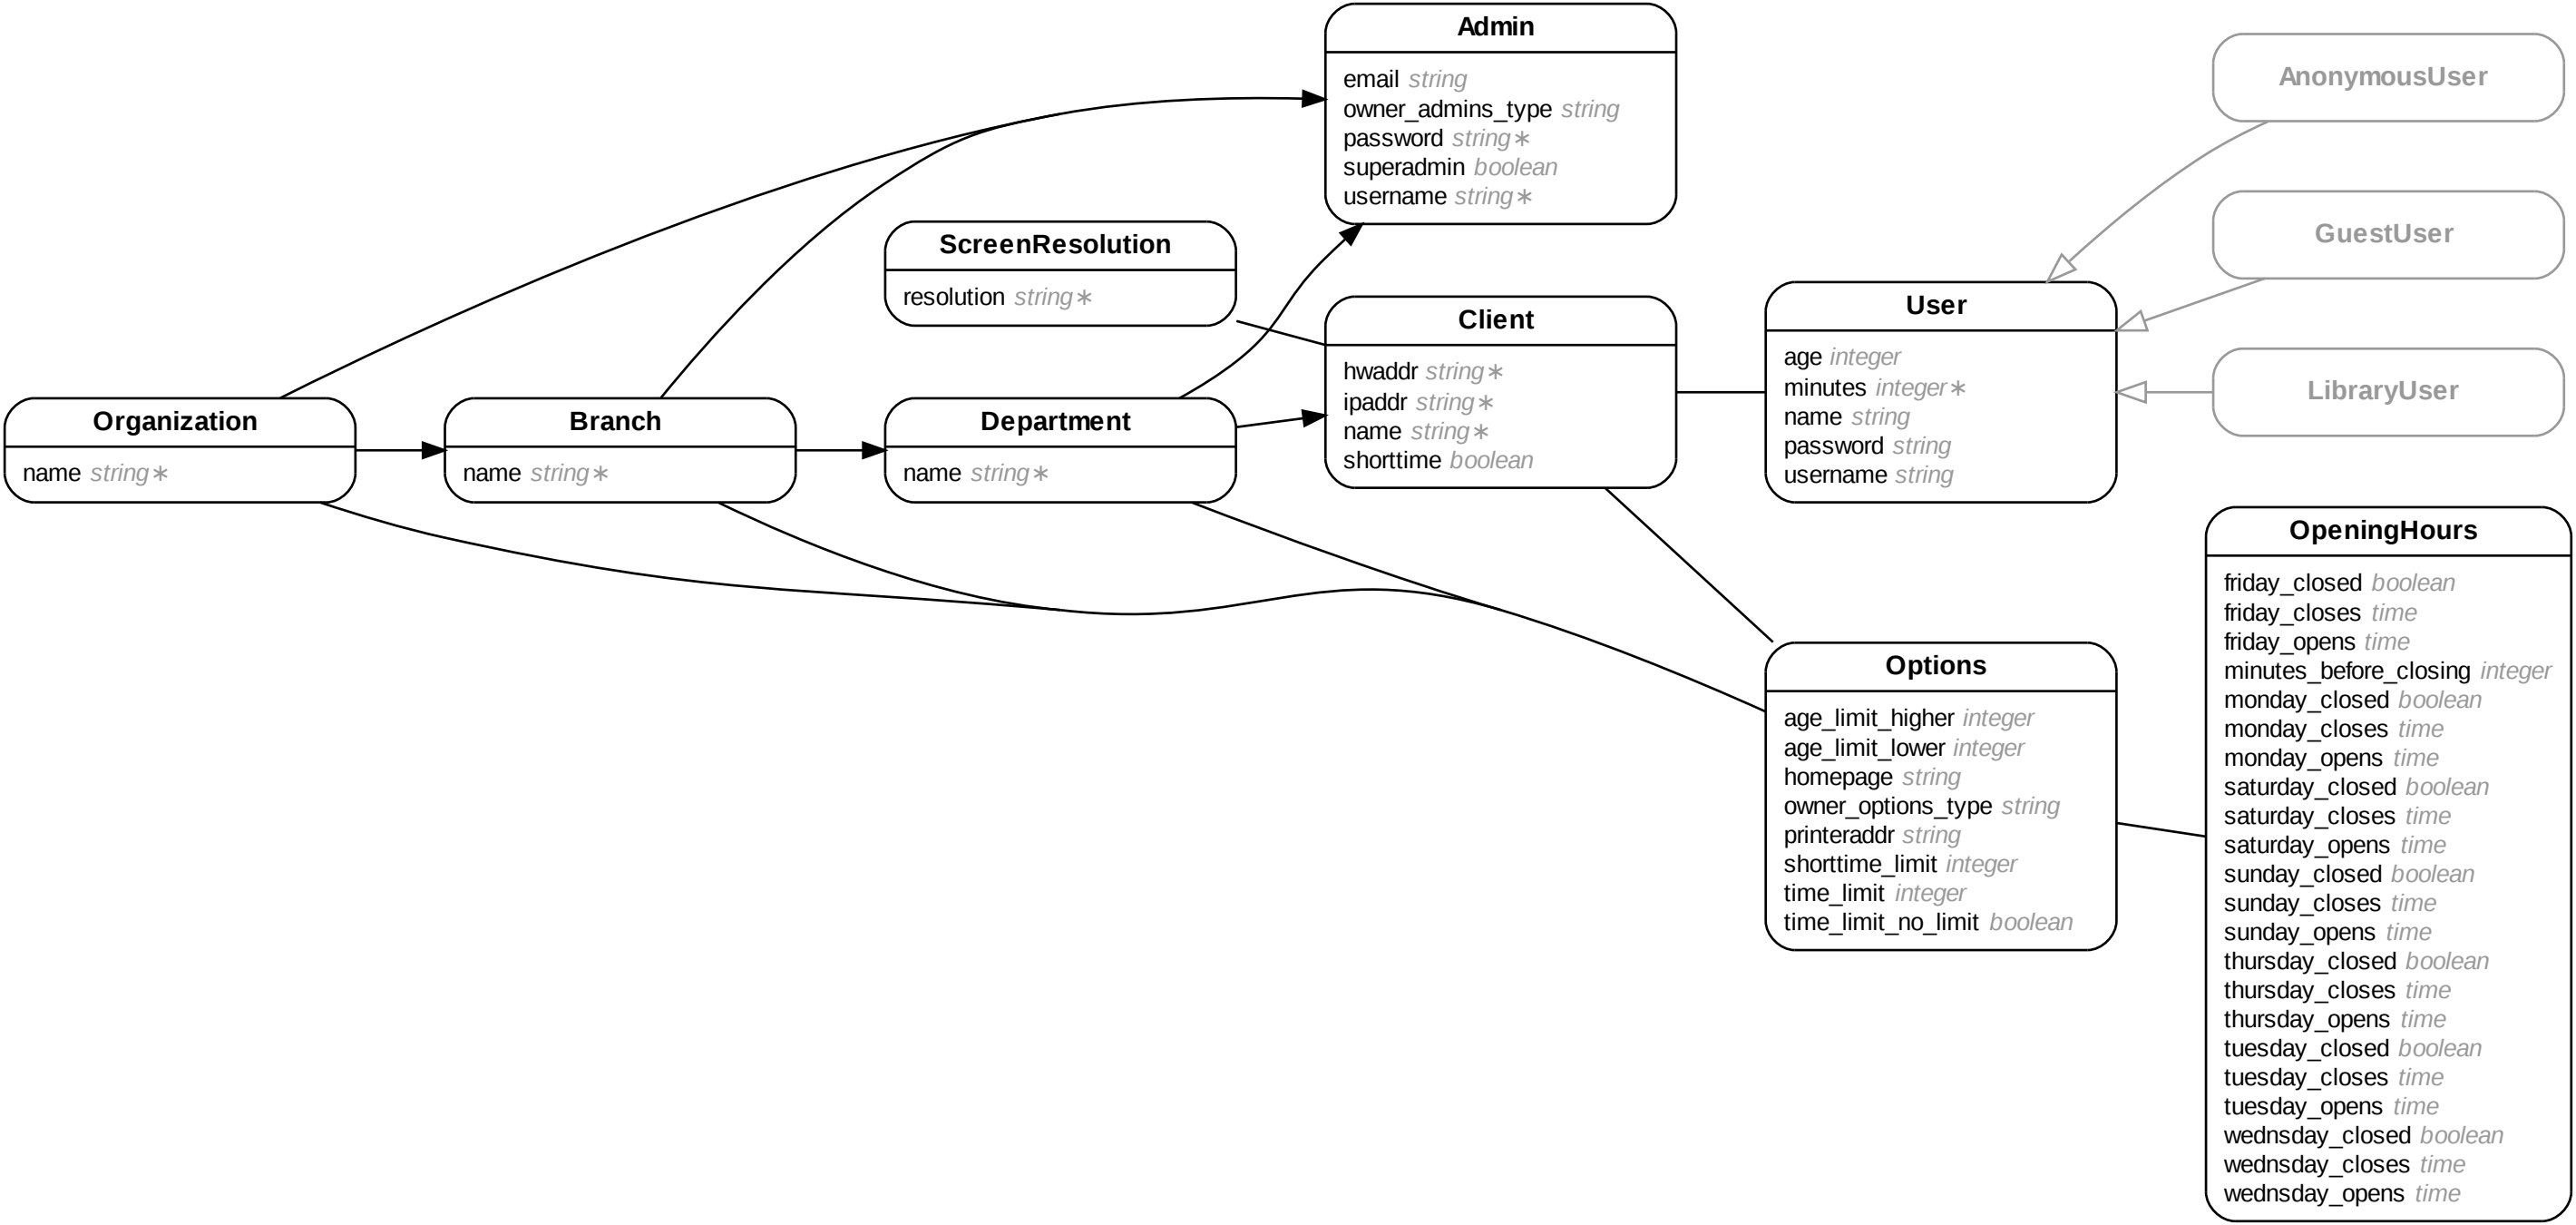 Admin
email string
owner_admins_type string
password string∗
superadmin boolean
username string∗
AnonymousUser
GuestUser
LibraryUser
ScreenResolution
resolution string∗
Client
hwaddr string∗
ipaddr string∗
name string∗
shorttime boolean
User
age integer
minutes integer∗
name string
password string
username string
Organization
name string∗
Branch
name string∗
Department
name string∗
Options
age_limit_higher integer
age_limit_lower integer
homepage string
owner_options_type string
printeraddr string
shorttime_limit integer
time_limit integer
time_limit_no_limit boolean
OpeningHours
friday_closed boolean
friday_closes time
friday_opens time
minutes_before_closing integer
monday_closed boolean
monday_closes time
monday_opens time
saturday_closed boolean
saturday_closes time
saturday_opens time
sunday_closed boolean
sunday_closes time
sunday_opens time
thursday_closed boolean
thursday_closes time
thursday_opens time
tuesday_closed boolean
tuesday_closes time
tuesday_opens time
wednsday_closed boolean
wednsday_closes time
wednsday_opens time